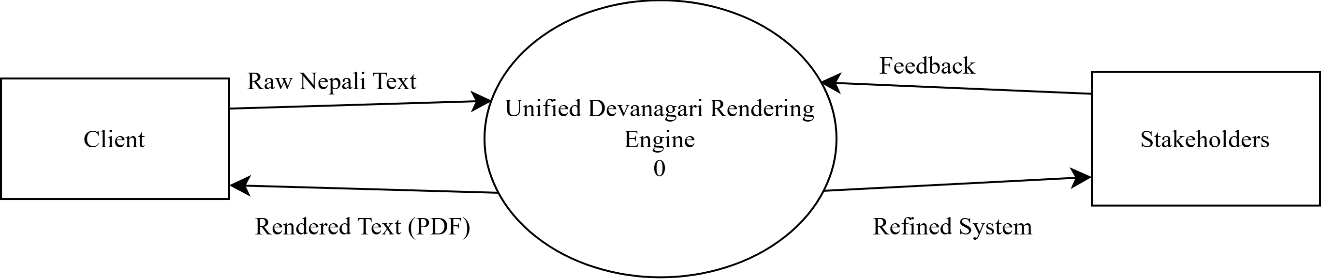 Raw Nepali Text
Client
Rendered Text (PDF)
Unified Devanagari Rendering
Engine
0
Feedback
Stakeholders
Refined System